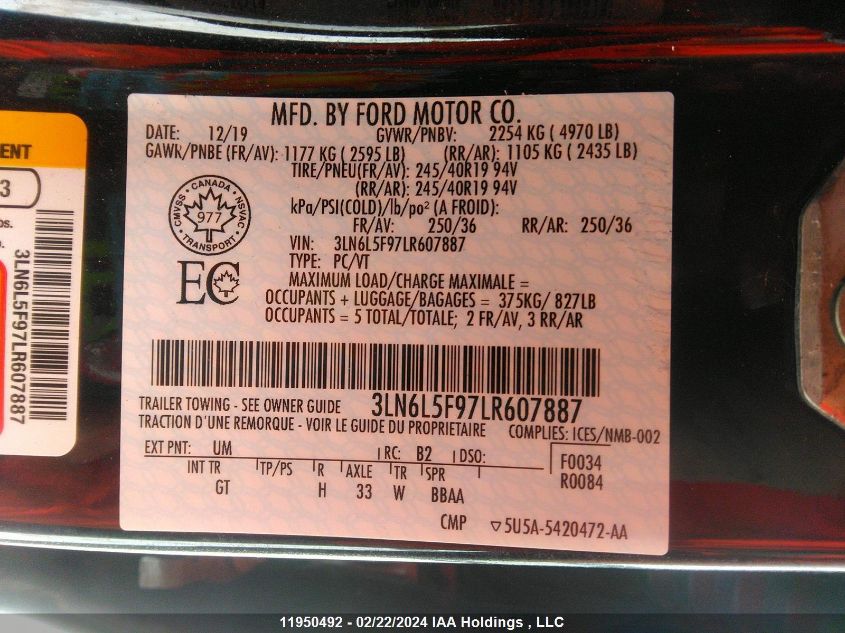 MFD. BY FORD MOTOR CO.
DATE: 12/19 GVWR/PNBV: 2254 KG ( 4970 LB)
GAWR/PNBE (FR/AV): 1177 KG ( 2595 LB) (RR/AR): 1105 KG ( 2435 LB)
TIRE/PNEU(FR/AV): 245/40R19 94V
(RR/AR): 245/40R19 94V
kPa/PSI(COLD)/lb/po² (A FROID):
FR/AV: 250/36 RR/AR: 250/36
VIN: 3LN6L5F97LR607887
TYPE: PC/VT
MAXIMUM LOAD/CHARGE MAXIMALE =
OCCUPANTS + LUGGAGE/BAGAGES = 375KG/ 827LB
OCCUPANTS = 5 TOTAL/TOTALE; 2 FR/AV, 3 RR/AR
CANADA
CMVSS 977 NSVAC
TRANSPORT
EC
3LN6L5F97LR607887
TRAILER TOWING - SEE OWNER GUIDE
TRACTION D'UNE REMORQUE - VOIR LE GUIDE DU PROPRIETAIRE
COMPLIES: ICES/NMB-002
EXT PNT: UM RC: B2 DSO:
F0034
R0084
INT TR TP/PS R AXLE TR SPR
GT H 33 W BBAA
CMP ▽5U5A-5420472-AA
ENT
3
bs.
3LN6L5F97LR607887
11950492 - 02/22/2024 IAA Holdings , LLC